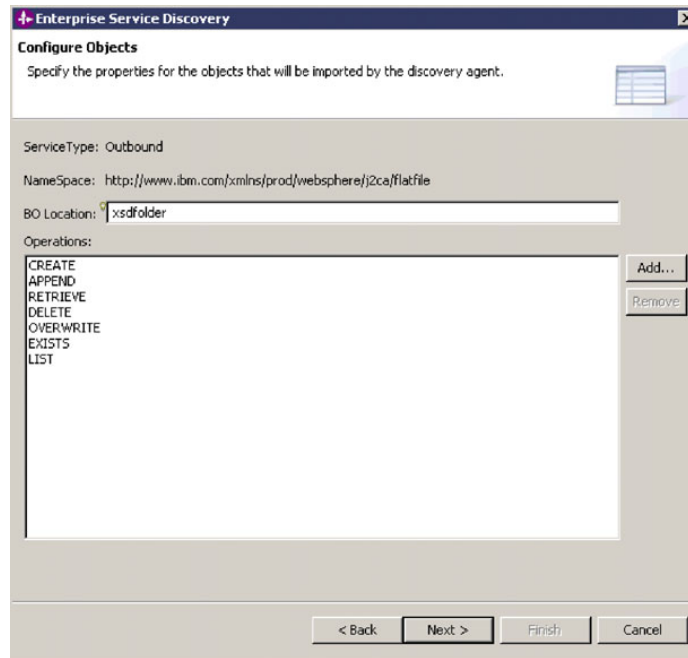 Enterprise Service Discovery
Configure Objects
Specify the properties for the objects that will be imported by the discovery agent.
ServiceType: Outbound
NameSpace: http://www.ibm.com/xmlns/prod/websphere/j2ca/flatfile
BO Location: xsdfolder
Operations:
CREATE
APPEND
RETRIEVE
DELETE
OVERWRITE
EXISTS
LIST
Add...
Remove
< Back Next > Finish Cancel